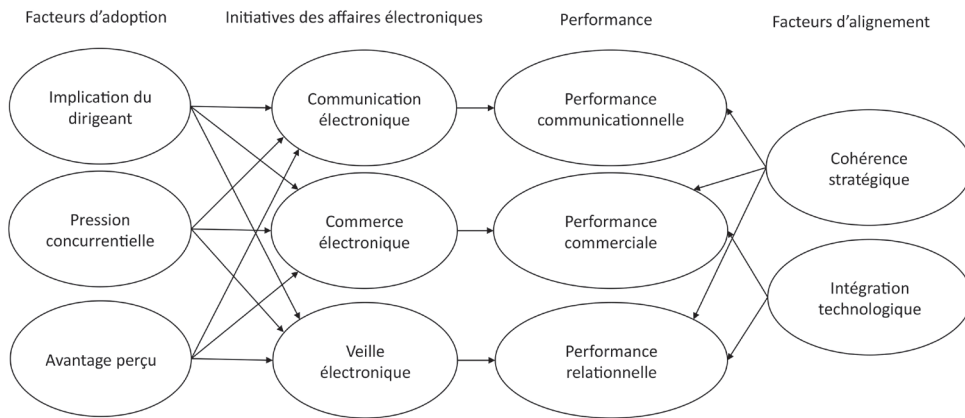 Facteurs d'adoption
Initiatives des affaires électroniques
Performance
Facteurs d'alignement
Implication du
dirigeant
Communication
électronique
Performance
communicationnelle
Cohérence
stratégique
Pression
concurrentielle
Commerce
électronique
Performance
commerciale
Intégration
technologique
Avantage perçu
Veille
électronique
Performance
relationnelle